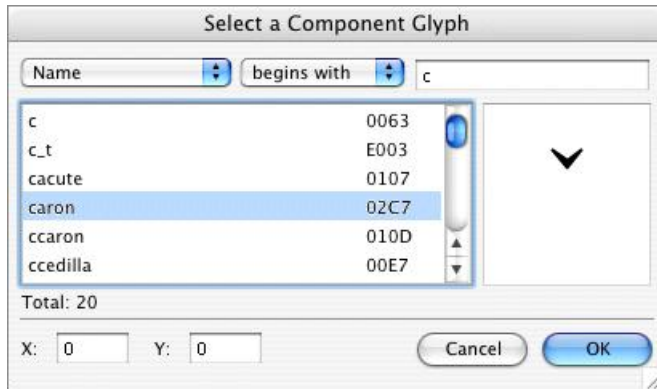 Select a Component Glyph
Name begins with c
c 0063
c_t E003
cacute 0107
caron 02C7
ccaron 010D
ccedilla 00E7
Total: 20
X: 0 Y: 0 Cancel OK